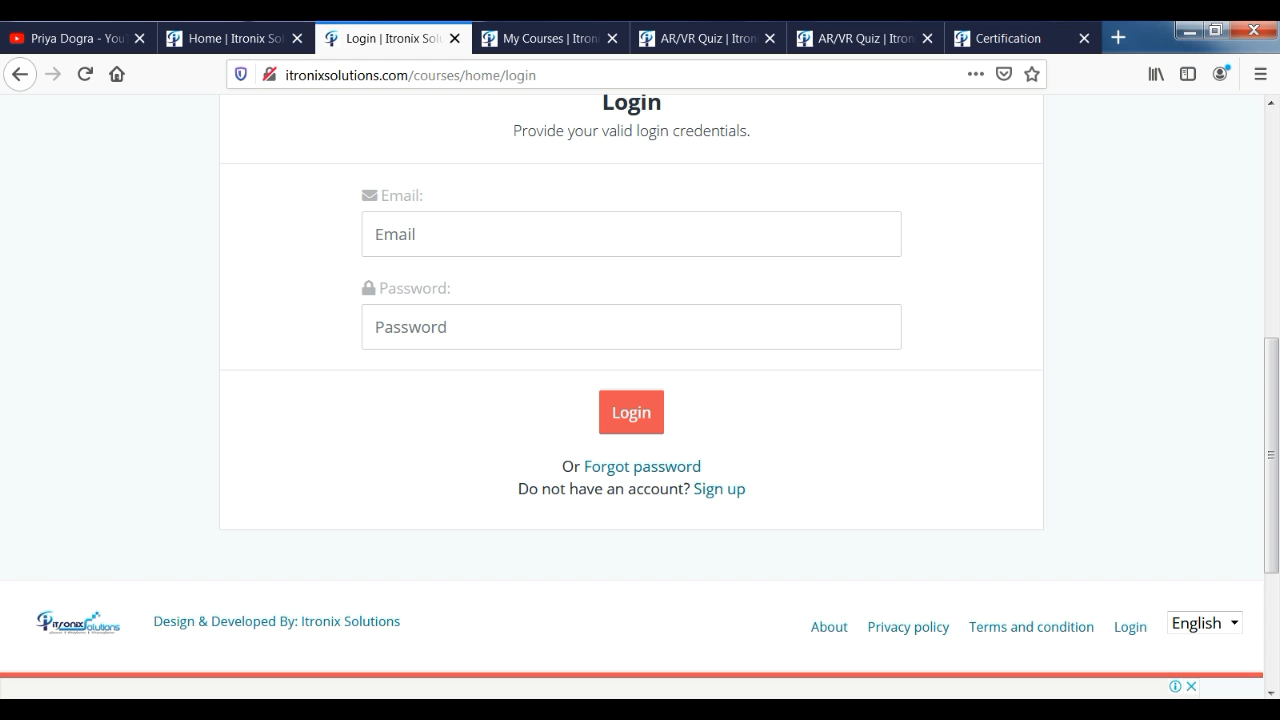 Priya Dogra - You
Home | Itronix Sol
Login | Itronix Solu
My Courses | Itroni
AR/VR Quiz | Itron
AR/VR Quiz | Itron
Certification
itronixsolutions.com/courses/home/login
Login
Provide your valid login credentials.
Email:
Email
Password:
Password
Login
Or Forgot password
Do not have an account? Sign up
Itronix Solutions
Design & Developed By: Itronix Solutions
About
Privacy policy
Terms and condition
Login
English